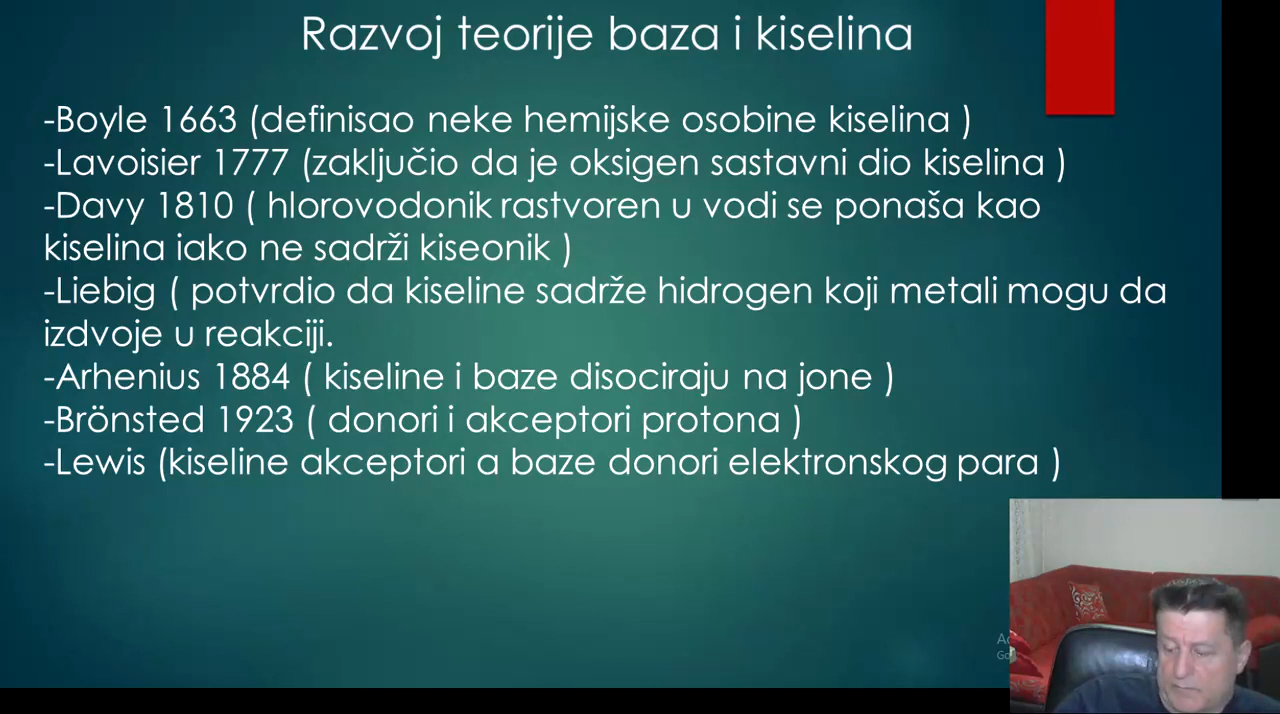 Razvoj teorije baza i kiselina
-Boyle 1663 (definisao neke hemijske osobine kiselina )
-Lavoisier 1777 (zaključio da je oksigen sastavni dio kiselina )
-Davy 1810 ( hlorovodonik rastvoren u vodi se ponaša kao
kiselina iako ne sadrži kiseonik )
-Liebig ( potvrdio da kiseline sadrže hidrogen koji metali mogu da
izdvoje u reakciji.
-Arhenius 1884 ( kiseline i baze disociraju na jone )
-Brönsted 1923 ( donori i akceptori protona )
-Lewis (kiseline akceptori a baze donori elektronskog para )